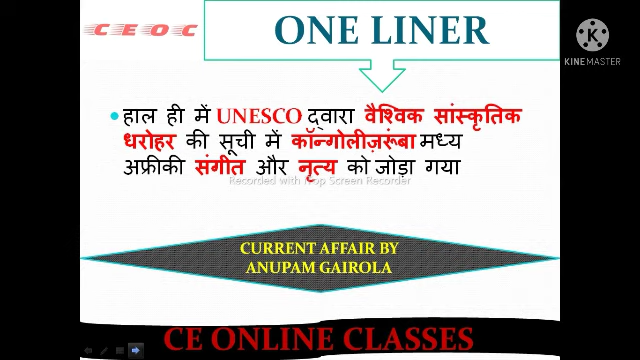 CEOC
ONE LINER
KINEMASTER
हाल ही में UNESCO द्वारा वैश्विक सांस्कृतिक
धरोहर की सूची में कॉन्गोलीज़रूंबा मध्य
अफ्रीकी संगीत और नृत्य को जोड़ा गया
Recorded with iTop Screen Recorder
CURRENT AFFAIR BY
ANUPAM GAIROLA
CE ONLINE CLASSES